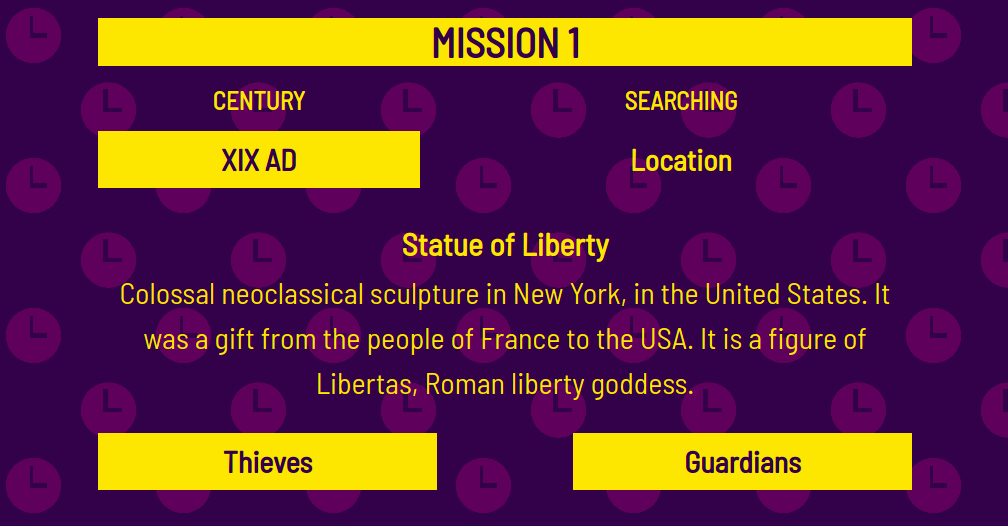 MISSION 1
CENTURY
SEARCHING
XIX AD
Location
Statue of Liberty
Colossal neoclassical sculpture in New York, in the United States. It
was a gift from the people of France to the USA. It is a figure of
Libertas, Roman liberty goddess.
Thieves
Guardians